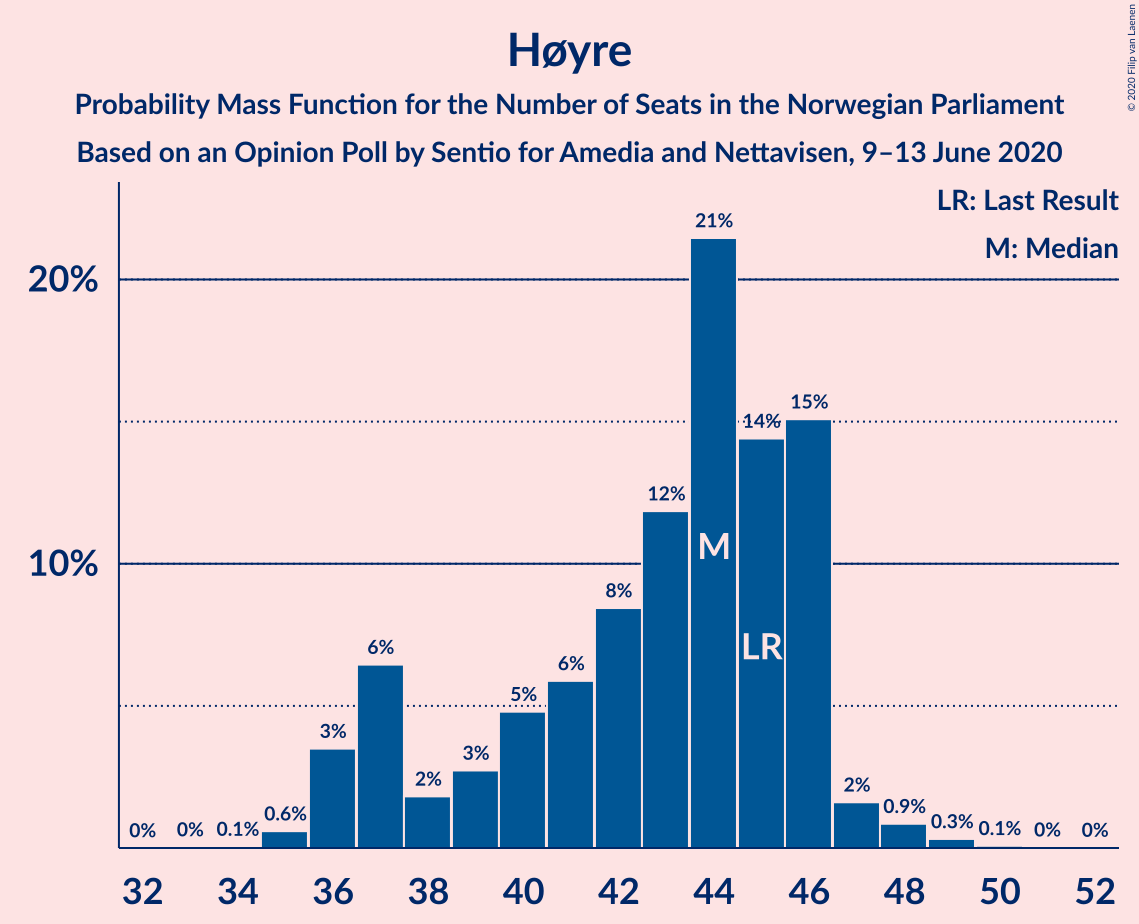 Høyre
Probability Mass Function for the Number of Seats in the Norwegian Parliament
Based on an Opinion Poll by Sentio for Amedia and Nettavisen, 9–13 June 2020
© 2020 Filip van Laenen
LR: Last Result
M: Median
20%
10%
0%
0%
0.1%
0.6%
3%
6%
2%
3%
5%
6%
8%
12%
21%
14%
15%
2%
0.9%
0.3%
0.1%
0%
0%
M
LR
32 34 36 38 40 42 44 46 48 50 52